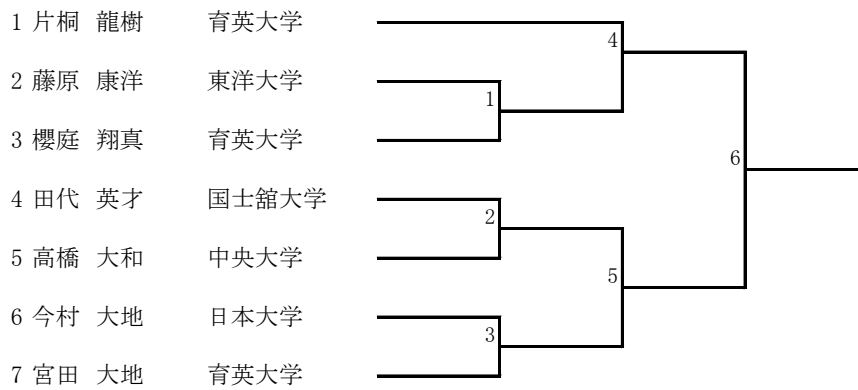 1 片桐 龍樹 育英大学
4
2 藤原 康洋 東洋大学
1
3 櫻庭 翔真 育英大学
6
4 田代 英才 国士舘大学
2
5 高橋 大和 中央大学
5
6 今村 大地 日本大学
3
7 宮田 大地 育英大学